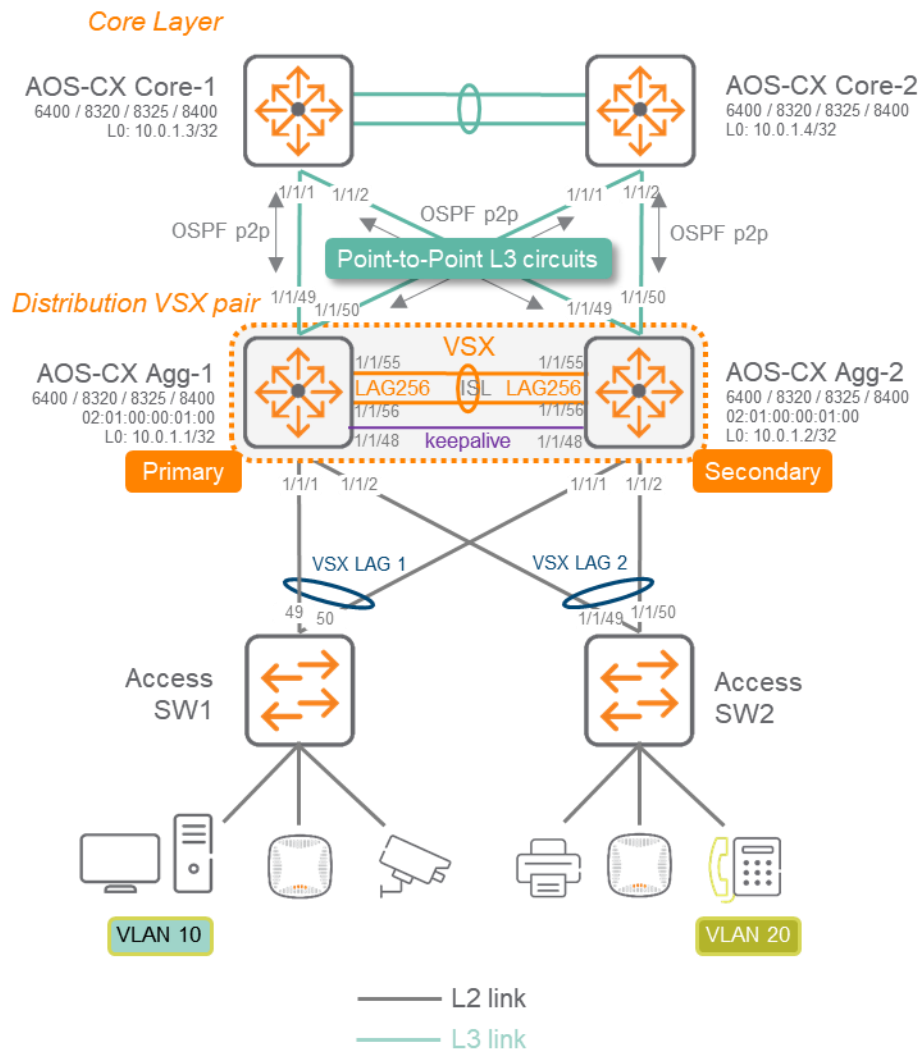 Core Layer
AOS-CX Core-1
6400 / 8320 / 8325 / 8400
L0: 10.0.1.3/32
AOS-CX Core-2
6400 / 8320 / 8325 / 8400
L0: 10.0.1.4/32
1/1/1
1/1/2
1/1/1
1/1/2
OSPF p2p
OSPF p2p
OSPF p2p
Point-to-Point L3 circuits
Distribution VSX pair
1/1/49
1/1/50
1/1/49
1/1/50
VSX
AOS-CX Agg-1
6400 / 8320 / 8325 / 8400
02:01:00:00:01:00
L0: 10.0.1.1/32
Primary
1/1/55
1/1/55
LAG256
ISL
LAG256
1/1/56
1/1/56
keepalive
1/1/48
1/1/48
AOS-CX Agg-2
6400 / 8320 / 8325 / 8400
02:01:00:00:01:00
L0: 10.0.1.2/32
Secondary
1/1/1
1/1/2
1/1/1
1/1/2
VSX LAG 1
VSX LAG 2
49
50
1/1/49
1/1/50
Access
SW1
Access
SW2
VLAN 10
VLAN 20
L2 link
L3 link